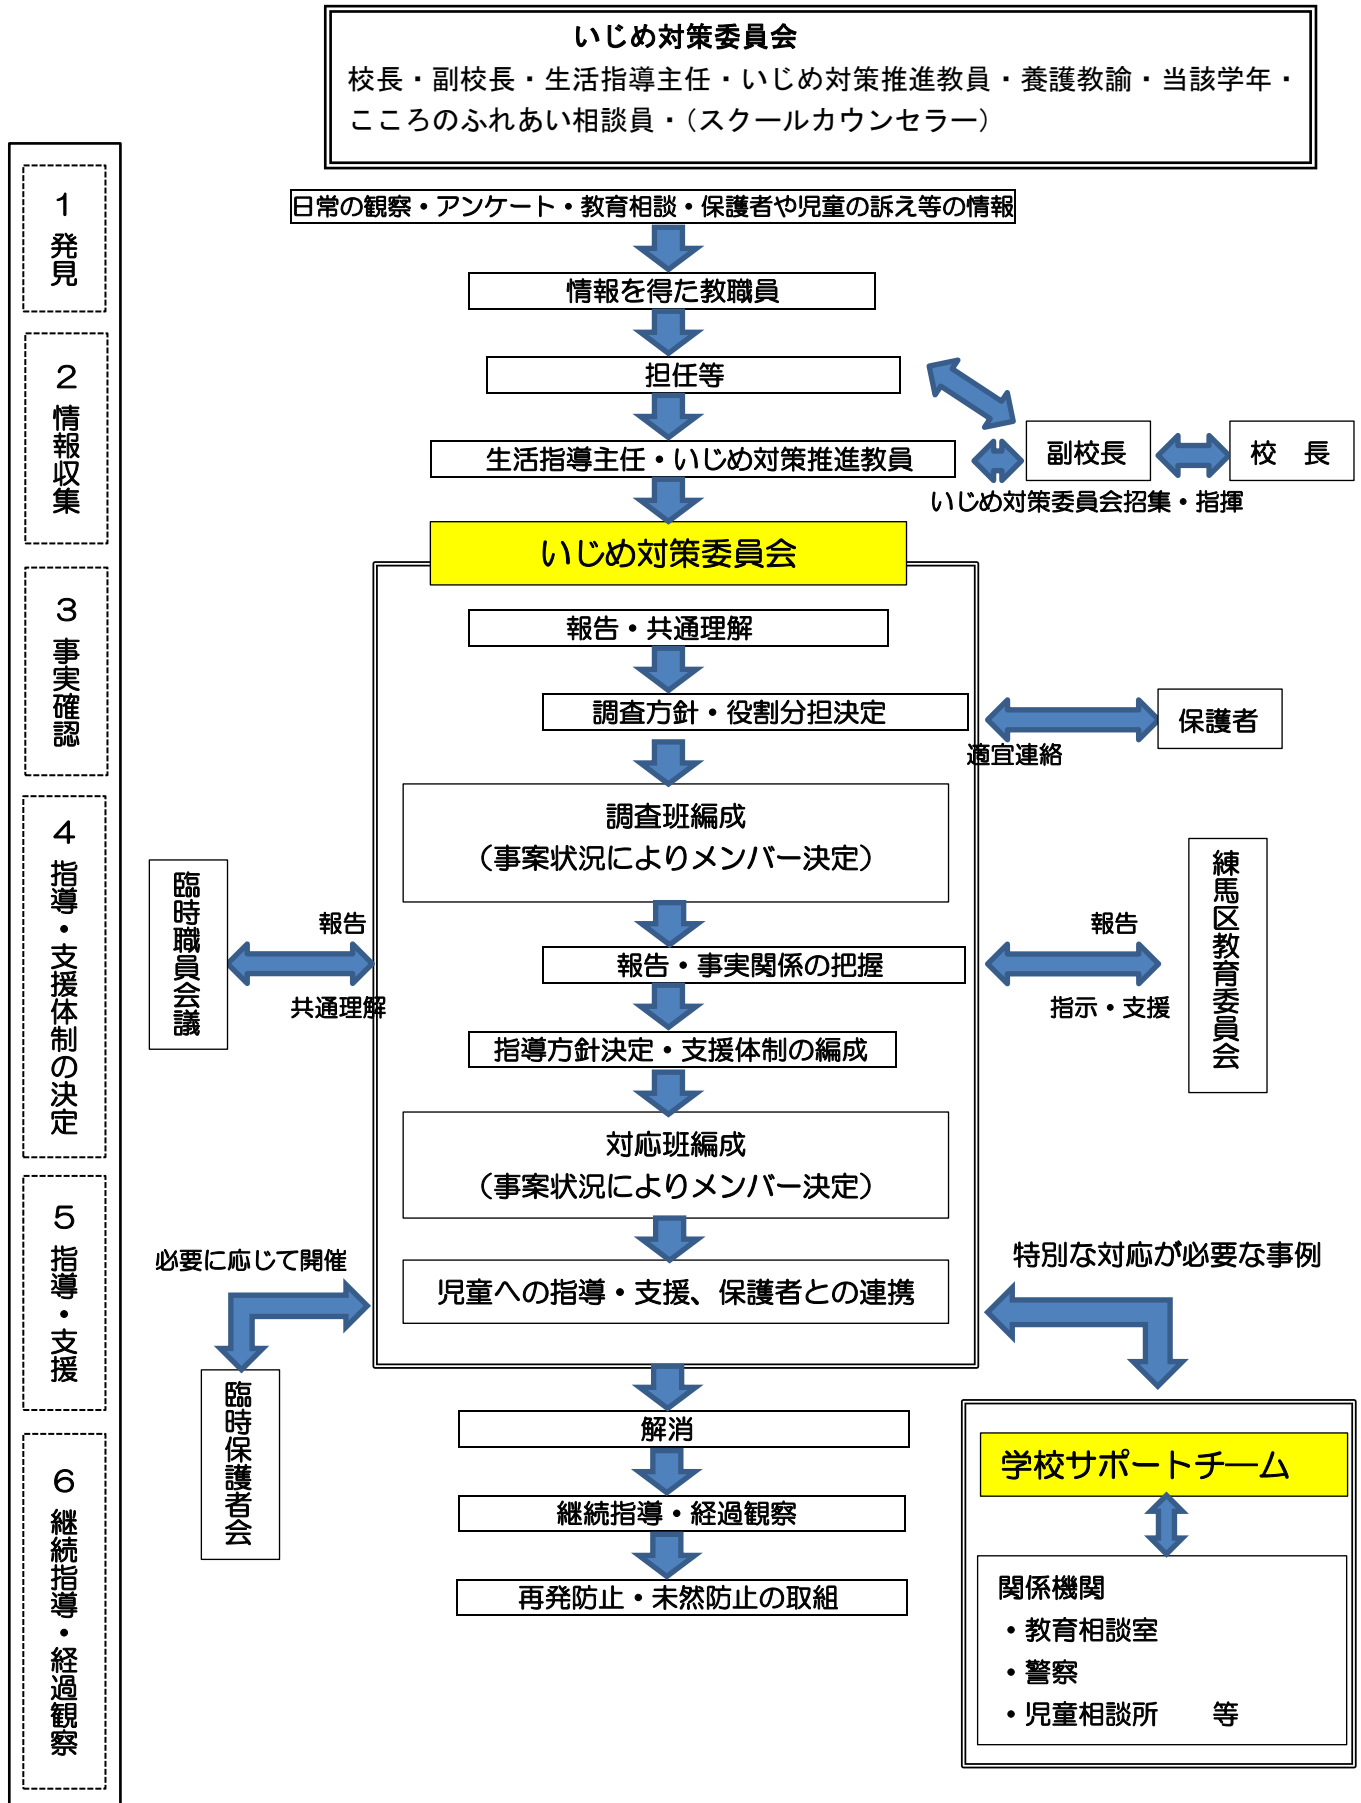 いじめ対策委員会
校長・副校長・生活指導主任・いじめ対策推進教員・養護教諭・当該学年・
こころのふれあい相談員・（スクールカウンセラー）
１ 発見
２ 情報収集
３ 事実確認
４ 指導・支援体制の決定
５ 指導・支援
６ 継続指導・経過観察
日常の観察・アンケート・教育相談・保護者や児童の訴え等の情報
情報を得た教職員
担任等
生活指導主任・いじめ対策推進教員
副校長
校　長
いじめ対策委員会招集・指揮
いじめ対策委員会
報告・共通理解
調査方針・役割分担決定
保護者
適宜連絡
調査班編成
（事案状況によりメンバー決定）
臨時職員会議
報告
共通理解
報告・事実関係の把握
報告
指示・支援
練馬区教育委員会
指導方針決定・支援体制の編成
対応班編成
（事案状況によりメンバー決定）
必要に応じて開催
児童への指導・支援、保護者との連携
特別な対応が必要な事例
臨時保護者会
解消
継続指導・経過観察
再発防止・未然防止の取組
学校サポートチーム
関係機関
・教育相談室
・警察
・児童相談所　　等